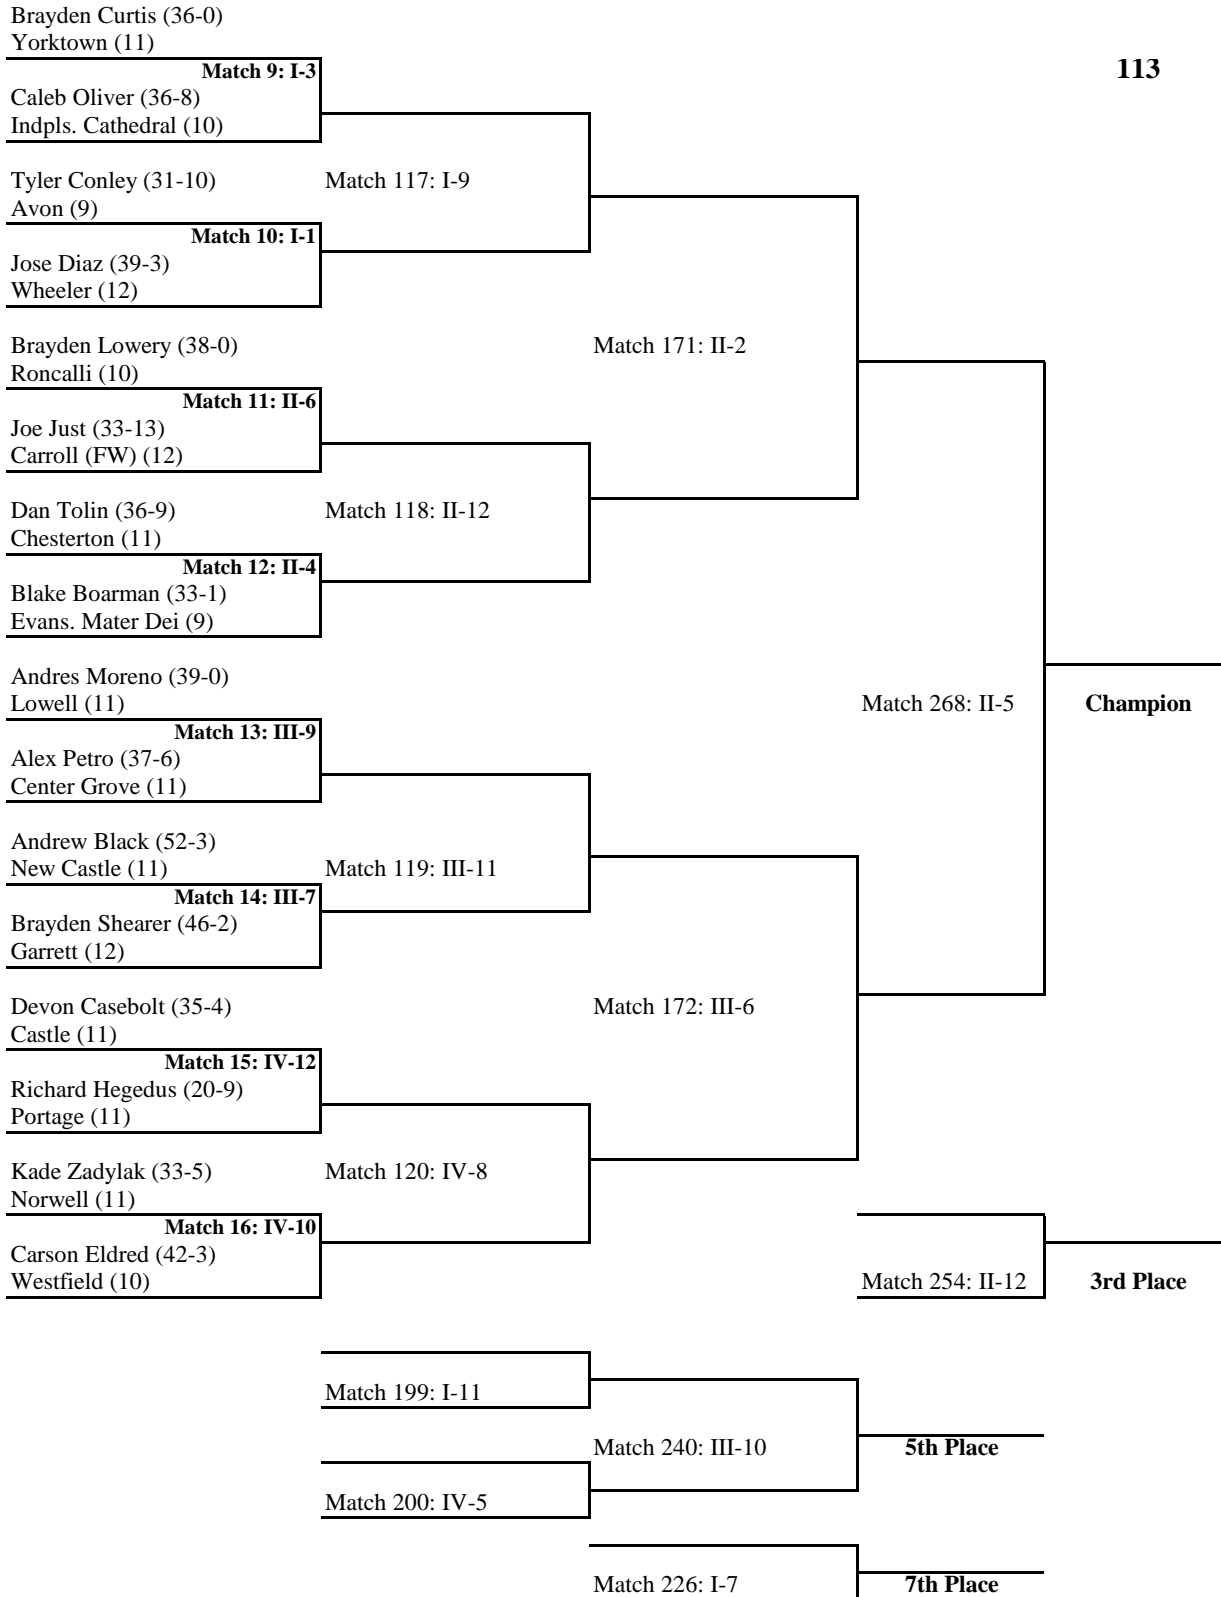 Brayden Curtis (36-0)
Yorktown (11)
Match 9: I-3
113
Caleb Oliver (36-8)
Indpls. Cathedral (10)
Tyler Conley (31-10)
Match 117: I-9
Avon (9)
Match 10: I-1
Jose Diaz (39-3)
Wheeler (12)
Brayden Lowery (38-0)
Match 171: II-2
Roncalli (10)
Match 11: II-6
Joe Just (33-13)
Carroll (FW) (12)
Dan Tolin (36-9)
Match 118: II-12
Chesterton (11)
Match 12: II-4
Blake Boarman (33-1)
Evans. Mater Dei (9)
Andres Moreno (39-0)
Lowell (11)
Match 268: II-5
Champion
Match 13: III-9
Alex Petro (37-6)
Center Grove (11)
Andrew Black (52-3)
New Castle (11)
Match 119: III-11
Match 14: III-7
Brayden Shearer (46-2)
Garrett (12)
Devon Casebolt (35-4)
Match 172: III-6
Castle (11)
Match 15: IV-12
Richard Hegedus (20-9)
Portage (11)
Kade Zadylak (33-5)
Match 120: IV-8
Norwell (11)
Match 16: IV-10
Carson Eldred (42-3)
Westfield (10)
Match 254: II-12
3rd Place
Match 199: I-11
Match 240: III-10
5th Place
Match 200: IV-5
Match 226: I-7
7th Place